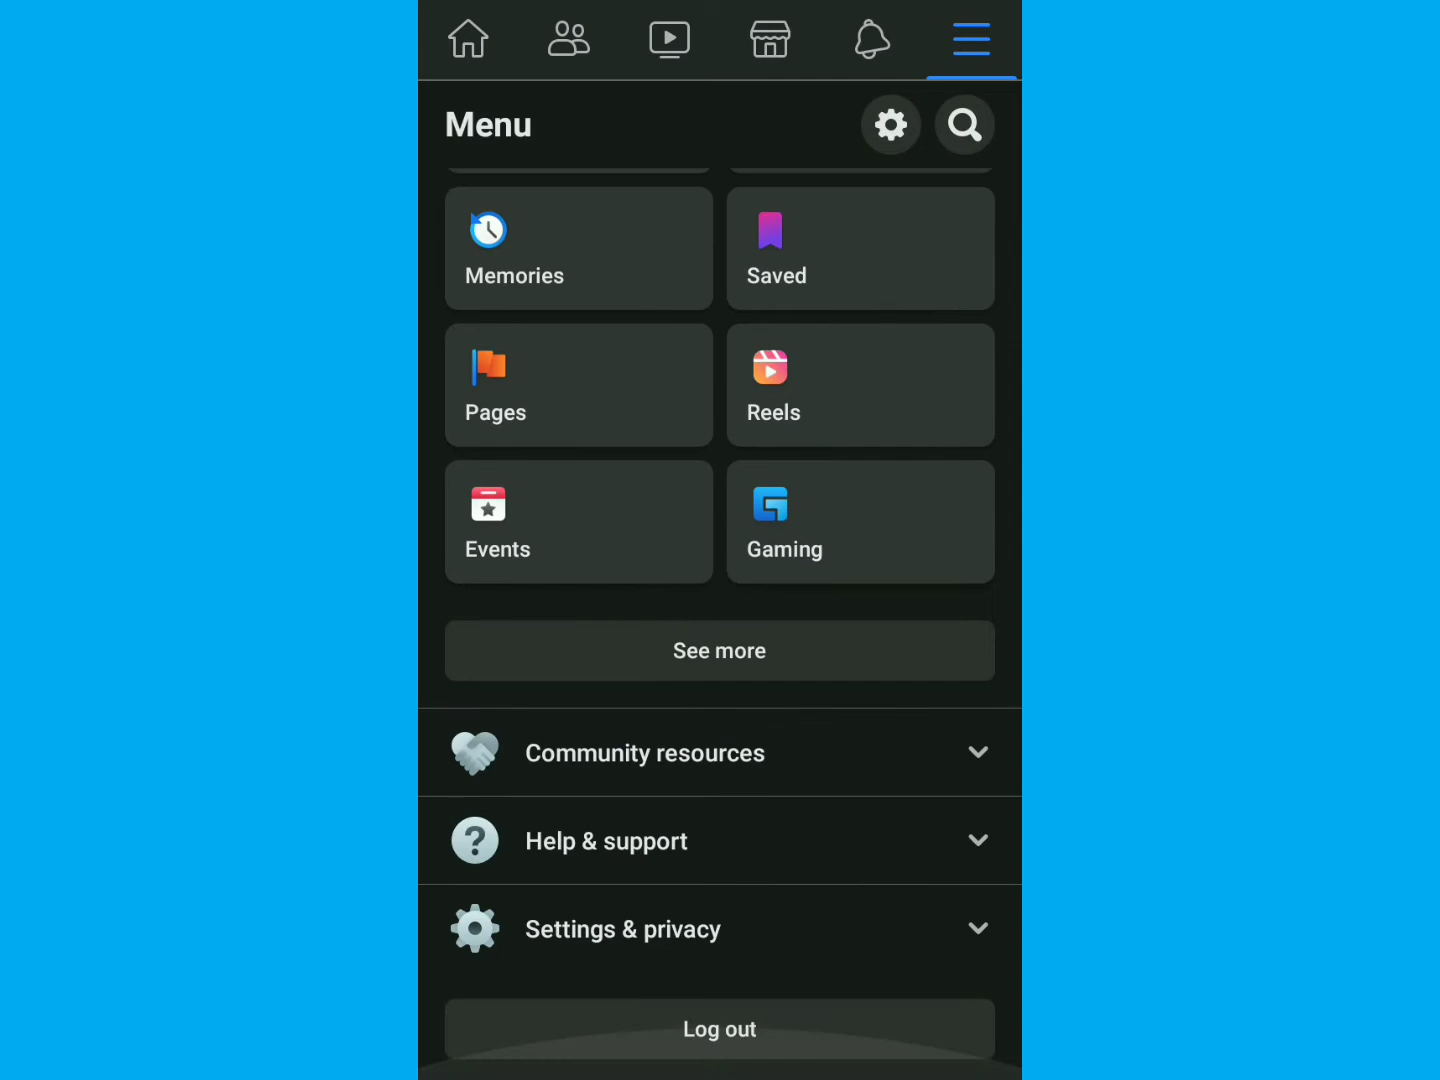 Menu
Memories
Saved
Pages
Reels
Events
Gaming
See more
Community resources
Help & support
Settings & privacy
Log out